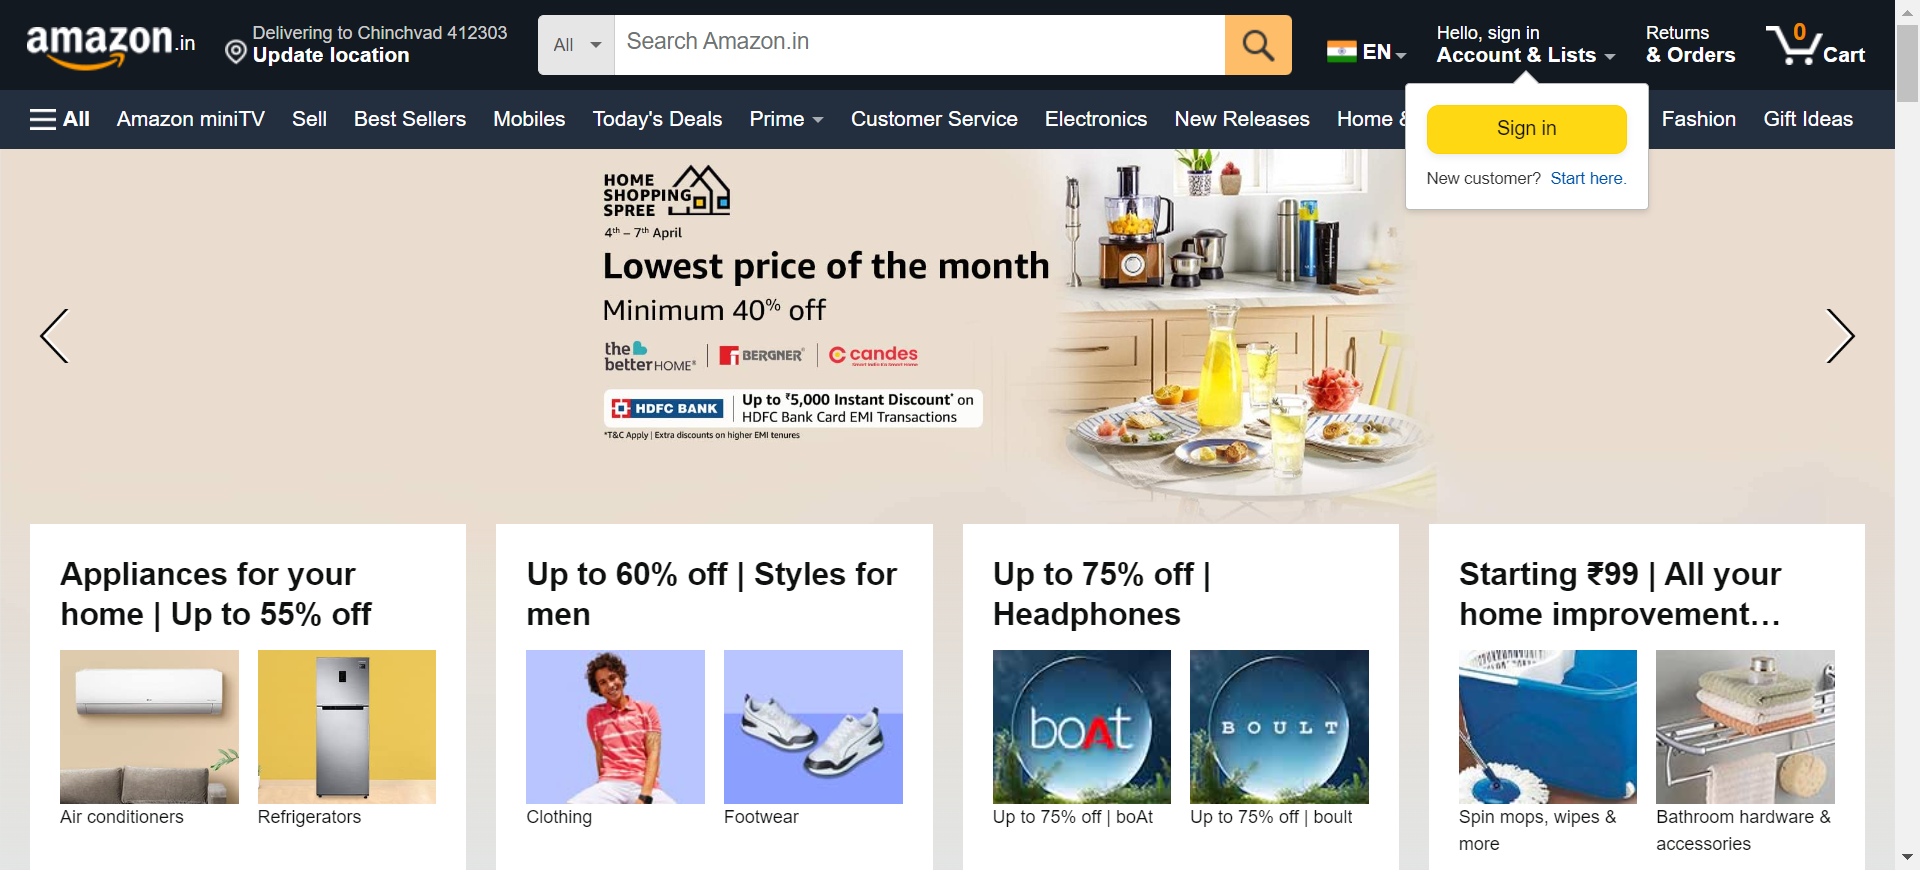 amazon.in
Delivering to Chinchvad 412303
Update location
All
Search Amazon.in
EN
Hello, sign in
Account & Lists
Returns
& Orders
0
Cart
All
Amazon miniTV
Sell
Best Sellers
Mobiles
Today's Deals
Prime
Customer Service
Electronics
New Releases
Home &
Fashion
Gift Ideas
Sign in
New customer? Start here.
HOME
SHOPPING
SPREE
4th – 7th April
Lowest price of the month
Minimum 40% off
the
betterHOME®
BERGNER®
candes
HDFC BANK
Up to ₹5,000 Instant Discount* on
HDFC Bank Card EMI Transactions
*T&C Apply | Extra discounts on higher EMI tenures
Appliances for your
home | Up to 55% off
Air conditioners
Refrigerators
Up to 60% off | Styles for
men
Clothing
Footwear
Up to 75% off |
Headphones
boAt
BOULT
Up to 75% off | boAt
Up to 75% off | boult
Starting ₹99 | All your
home improvement…
Spin mops, wipes &
more
Bathroom hardware &
accessories